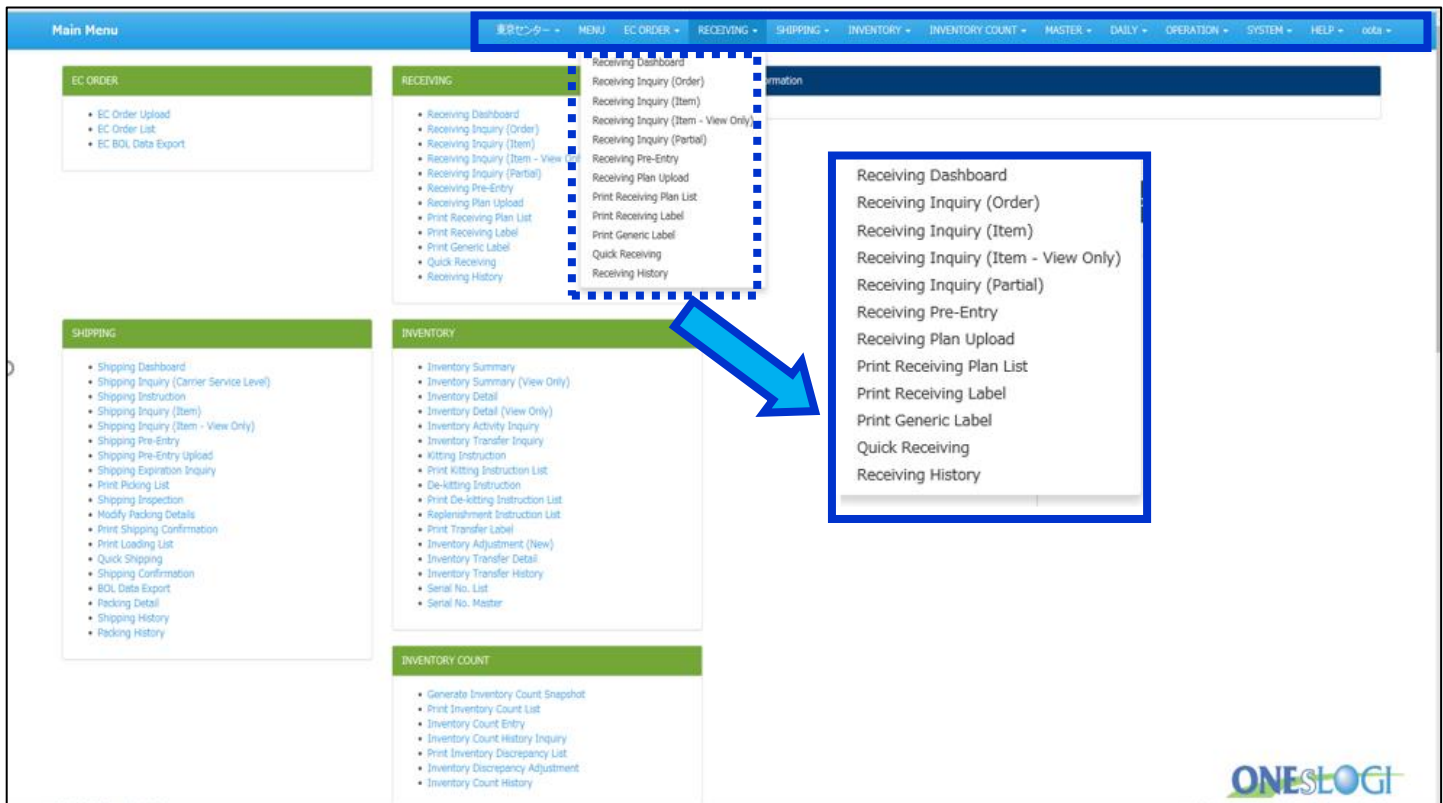 Main Menu
東京センター MENU EC ORDER RECEIVING SHIPPING INVENTORY INVENTORY COUNT MASTER DAILY OPERATION SYSTEM HELP oota
EC ORDER
EC Order Upload
EC Order List
EC BOL Data Export
RECEIVING
Receiving Dashboard
Receiving Inquiry (Order)
Receiving Inquiry (Item)
Receiving Inquiry (Item - View
Receiving Inquiry (Partial)
Receiving Pre-Entry
Receiving Plan Upload
Print Receiving Plan List
Print Receiving Label
Print Generic Label
Quick Receiving
Receiving History
Receiving Dashboard
Receiving Inquiry (Order)
Receiving Inquiry (Item)
Receiving Inquiry (Item - View Only)
Receiving Inquiry (Partial)
Receiving Pre-Entry
Receiving Plan Upload
Print Receiving Plan List
Print Receiving Label
Print Generic Label
Quick Receiving
Receiving History
rmation
Receiving Dashboard
Receiving Inquiry (Order)
Receiving Inquiry (Item)
Receiving Inquiry (Item - View Only)
Receiving Inquiry (Partial)
Receiving Pre-Entry
Receiving Plan Upload
Print Receiving Plan List
Print Receiving Label
Print Generic Label
Quick Receiving
Receiving History
SHIPPING
Shipping Dashboard
Shipping Inquiry (Carrier Service Level)
Shipping Instruction
Shipping Inquiry (Item)
Shipping Inquiry (Item - View Only)
Shipping Pre-Entry
Shipping Pre-Entry Upload
Shipping Expiration Inquiry
Print Picking List
Shipping Inspection
Modify Packing Details
Print Shipping Confirmation
Print Loading List
Quick Shipping
Shipping Confirmation
BOL Data Export
Packing Detail
Shipping History
Packing History
INVENTORY
Inventory Summary
Inventory Summary (View Only)
Inventory Detail
Inventory Detail (View Only)
Inventory Activity Inquiry
Inventory Transfer Inquiry
Kitting Instruction
Print Kitting Instruction List
De-kitting Instruction
Print De-kitting Instruction List
Replenishment Instruction List
Print Transfer Label
Inventory Adjustment (New)
Inventory Transfer Detail
Inventory Transfer History
Serial No. List
Serial No. Master
INVENTORY COUNT
Generate Inventory Count Snapshot
Print Inventory Count List
Inventory Count Entry
Inventory Count History Inquiry
Print Inventory Discrepancy List
Inventory Discrepancy Adjustment
Inventory Count History
ONEsLOGI